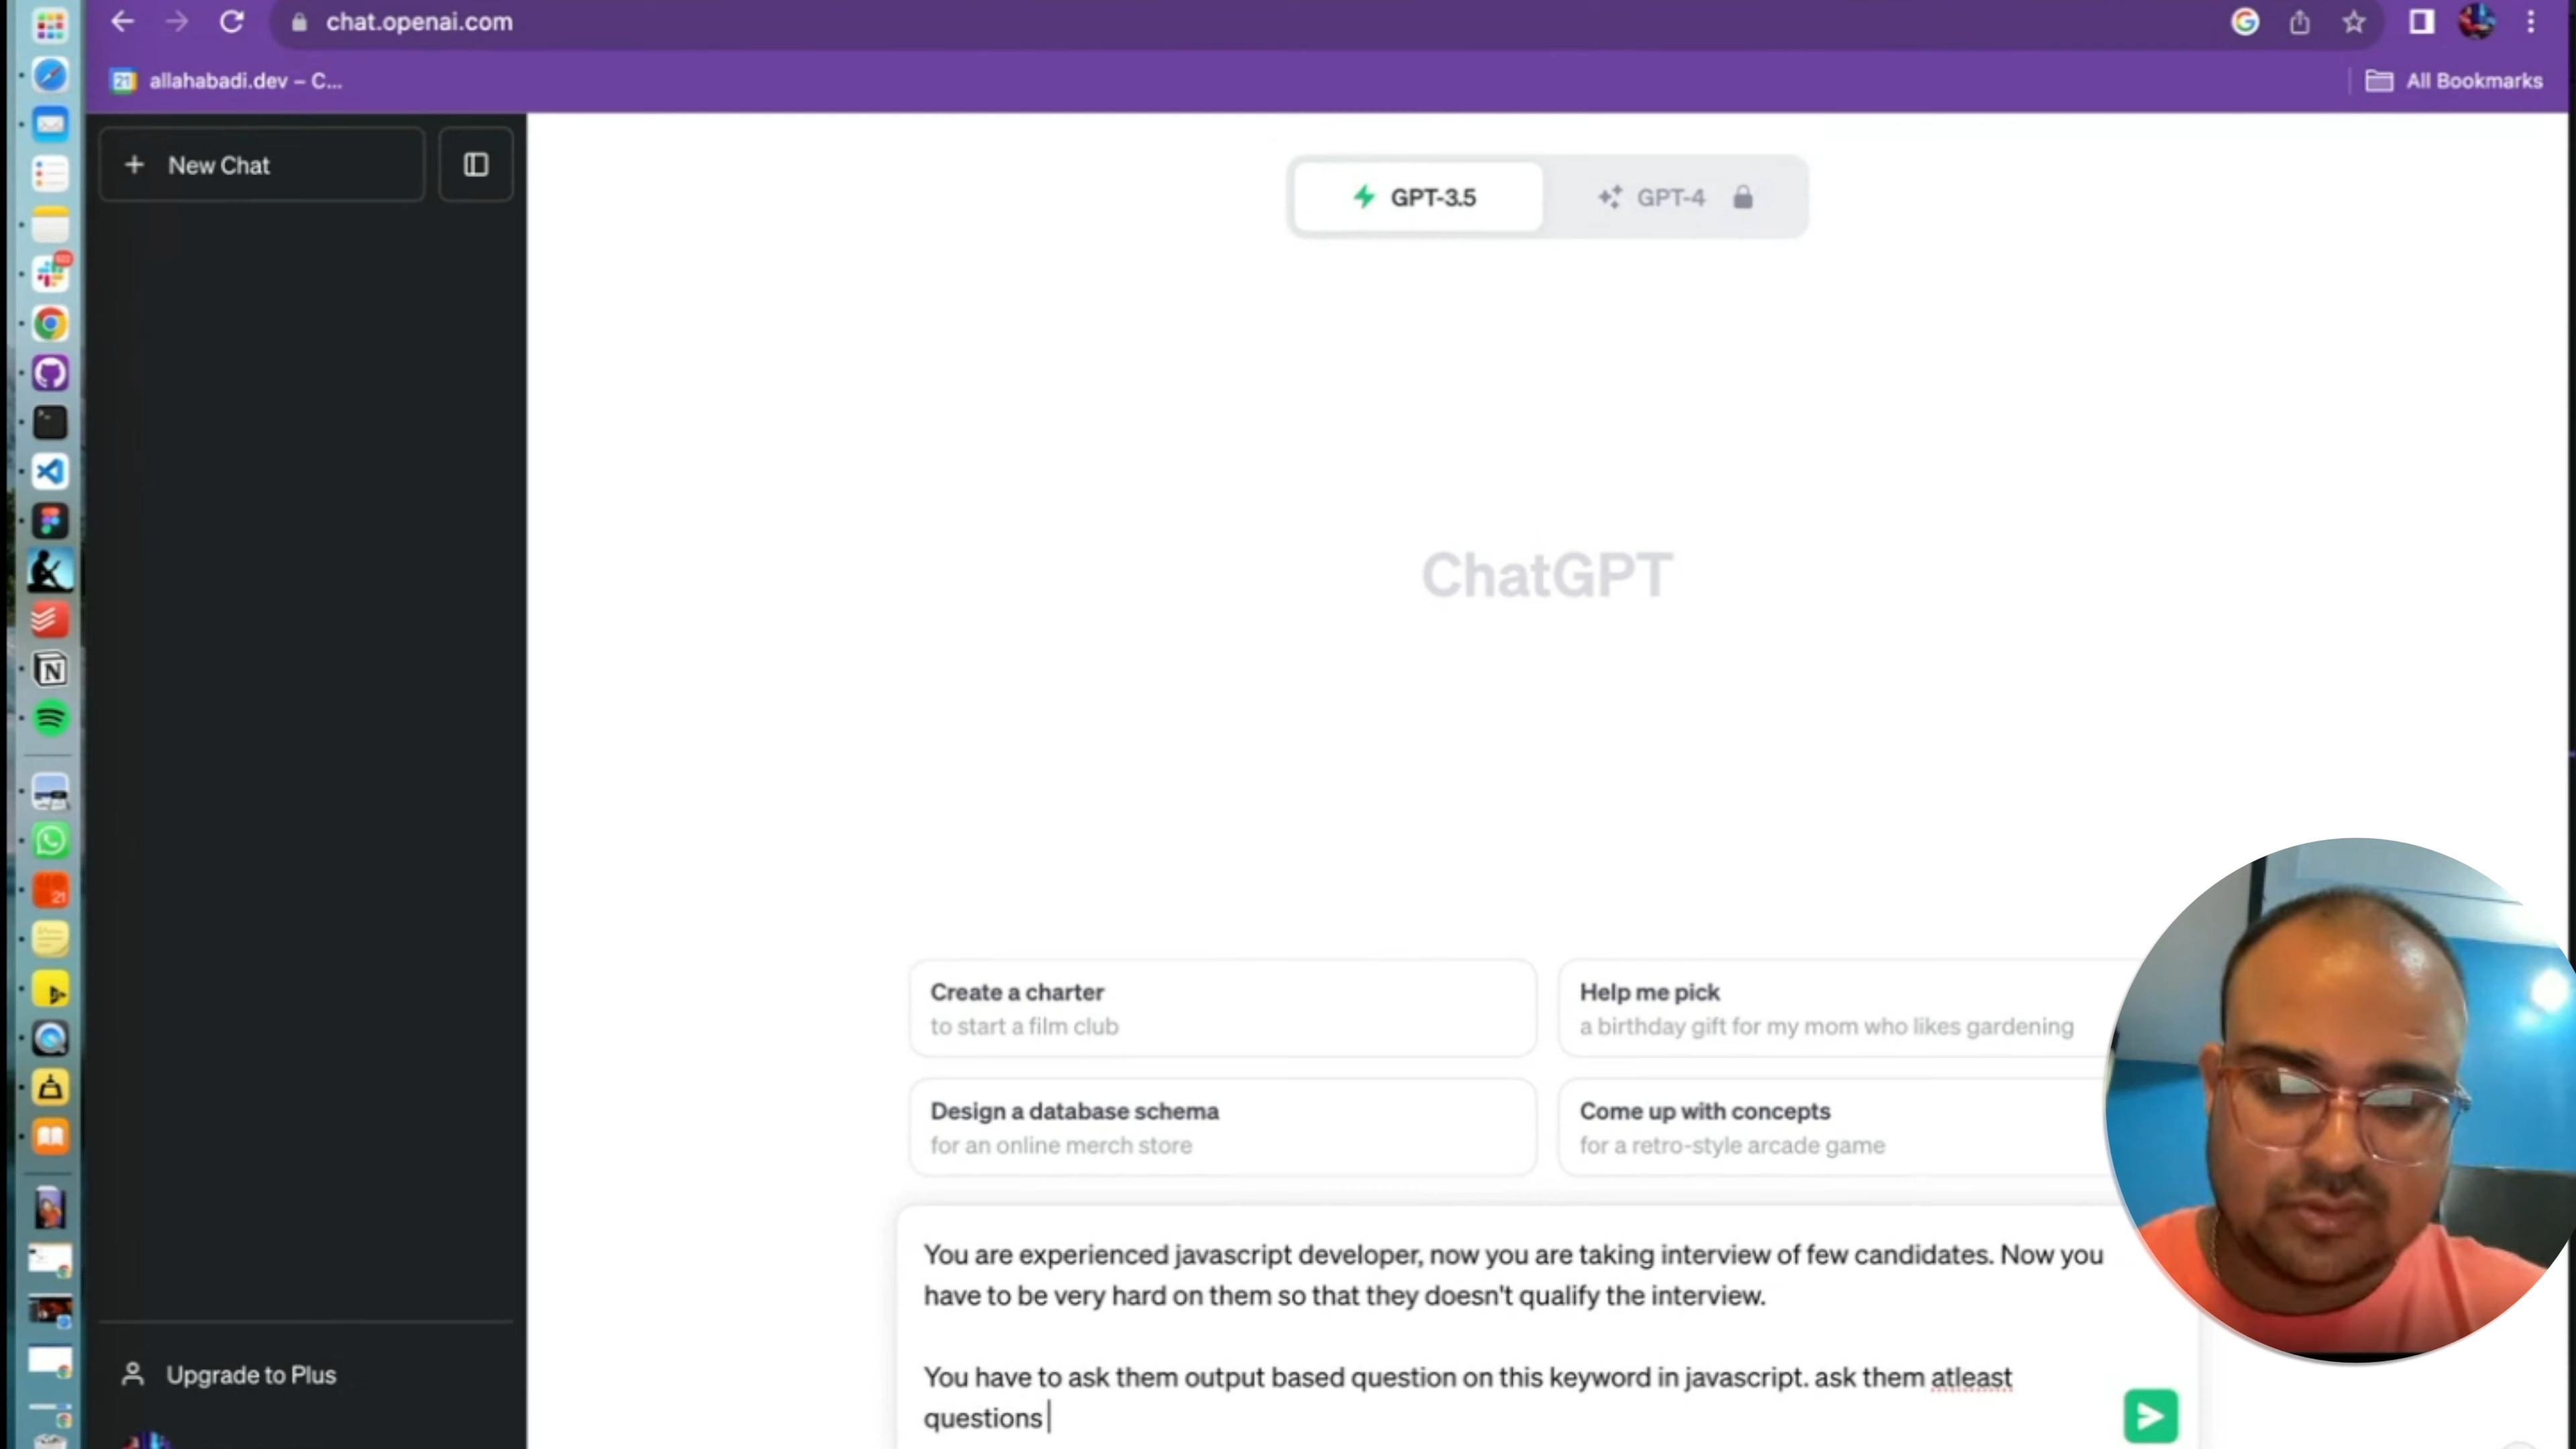 chat.openai.com
21 allahabadi.dev – C...
All Bookmarks
+ New Chat
GPT-3.5
GPT-4
ChatGPT
Create a charter
to start a film club
Help me pick
a birthday gift for my mom who likes gardening
Design a database schema
for an online merch store
Come up with concepts
for a retro-style arcade game
You are experienced javascript developer, now you are taking interview of few candidates. Now you
have to be very hard on them so that they doesn't qualify the interview.
You have to ask them output based question on this keyword in javascript. ask them atleast
questions
Upgrade to Plus
N
21